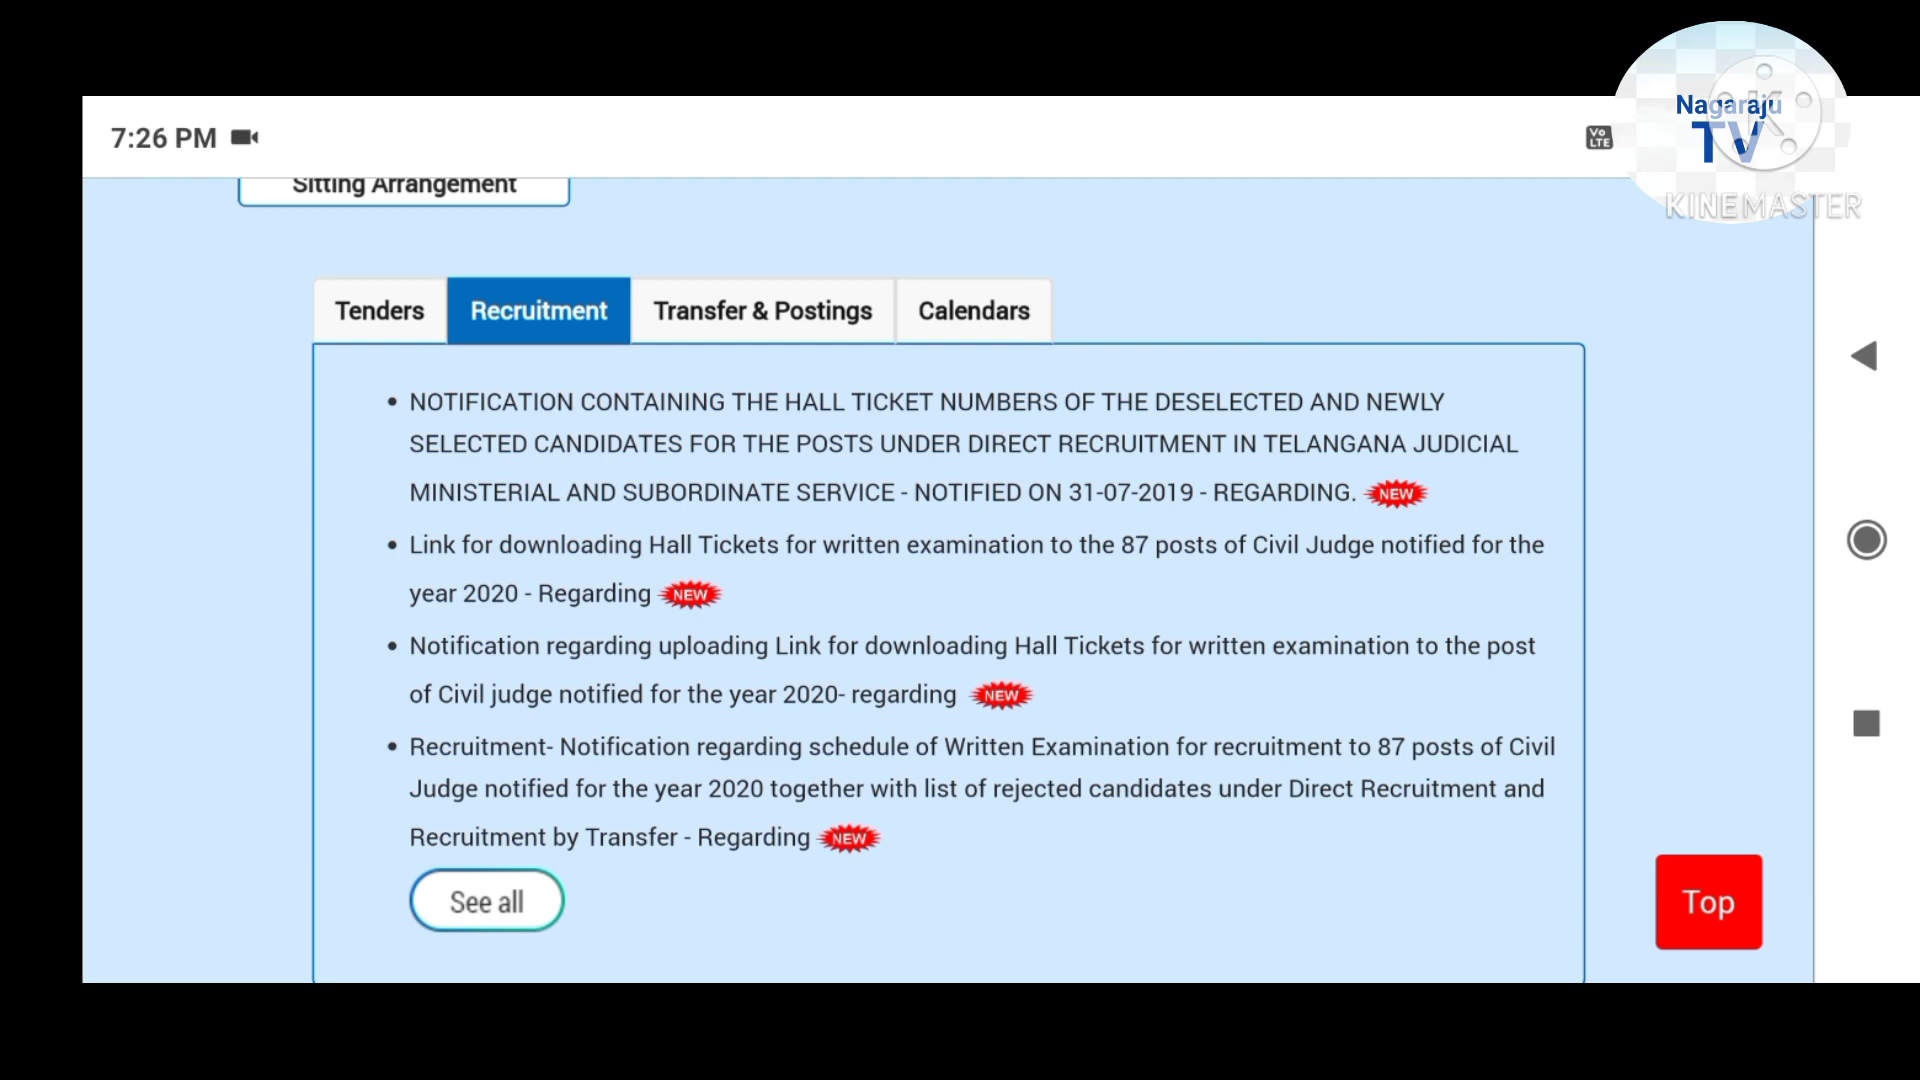 7:26 PM
Vo LTE
Nagaraju
TV
KINEMASTER
Sitting Arrangement
Tenders
Recruitment
Transfer & Postings
Calendars
NOTIFICATION CONTAINING THE HALL TICKET NUMBERS OF THE DESELECTED AND NEWLY
SELECTED CANDIDATES FOR THE POSTS UNDER DIRECT RECRUITMENT IN TELANGANA JUDICIAL
MINISTERIAL AND SUBORDINATE SERVICE - NOTIFIED ON 31-07-2019 - REGARDING. NEW
Link for downloading Hall Tickets for written examination to the 87 posts of Civil Judge notified for the
year 2020 - Regarding NEW
Notification regarding uploading Link for downloading Hall Tickets for written examination to the post
of Civil judge notified for the year 2020- regarding NEW
Recruitment- Notification regarding schedule of Written Examination for recruitment to 87 posts of Civil
Judge notified for the year 2020 together with list of rejected candidates under Direct Recruitment and
Recruitment by Transfer - Regarding NEW
See all
Top